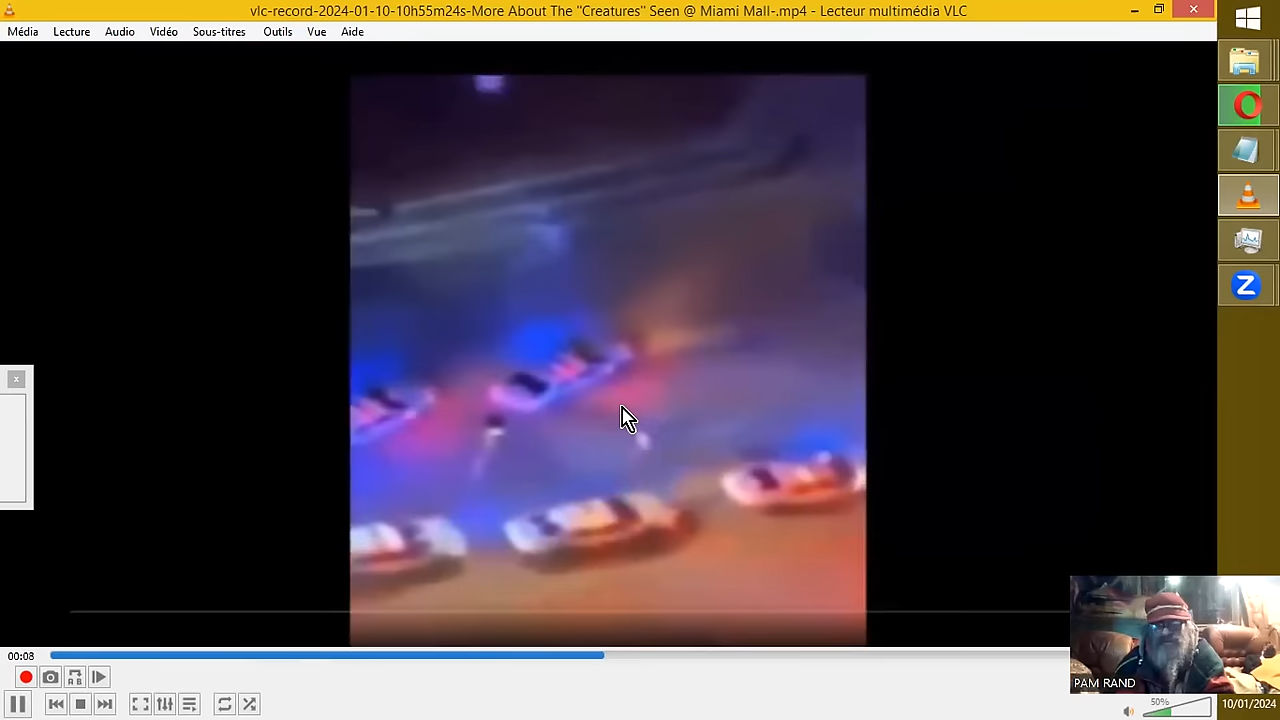 vlc-record-2024-01-10-10h55m24s-More About The "Creatures" Seen @ Miami Mall-.mp4 - Lecteur multimédia VLC
Média Lecture Audio Vidéo Sous-titres Outils Vue Aide
x
00:08
A B
PAM RAND
50%
10/01/2024